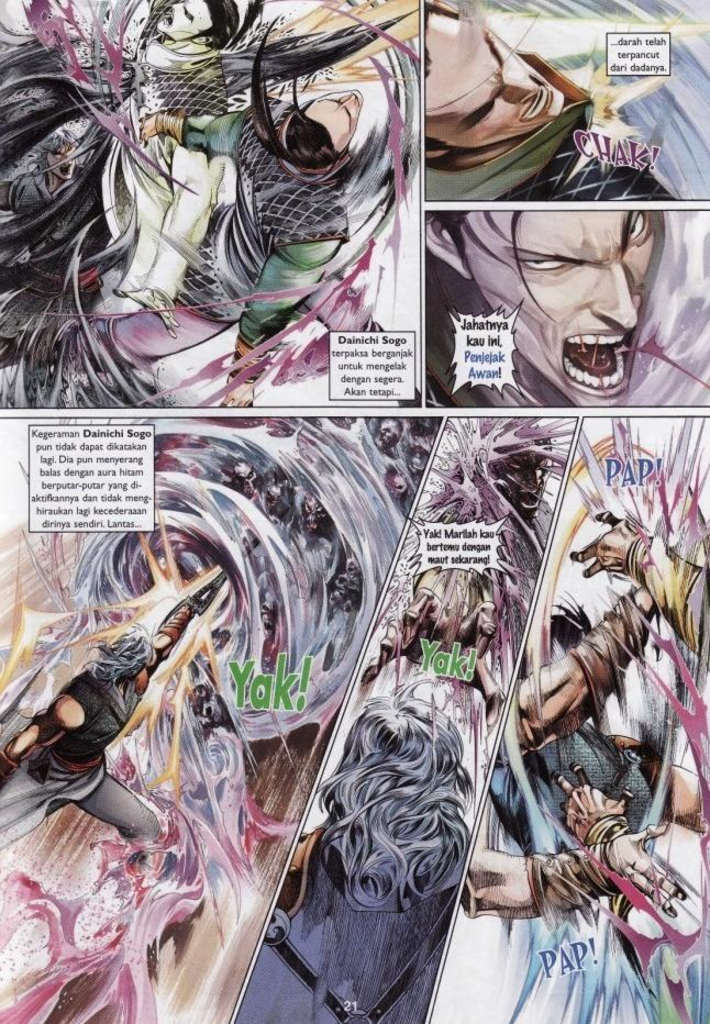 Dainichi Sogo
terpaksa berganjak
untuk mengelak
dengan segera.
Akan tetapi...
...darah telah
terpancut
dari dadanya.
CHAK!
Jahatnya
kau ini,
Penjejak
Awan!
Kegeraman Dainichi Sogo
pun tidak dapat dikatakan
lagi. Dia pun menyerang
balas dengan aura hitam
berputar-putar yang di-
aktifkannya dan tidak meng-
hiraukan lagi kecederaaan
dirinya sendiri. Lantas...
Yak!
Yak! Marilah kau
bertemu dengan
maut sekarang!
Yak!
PAP!
PAP!
21